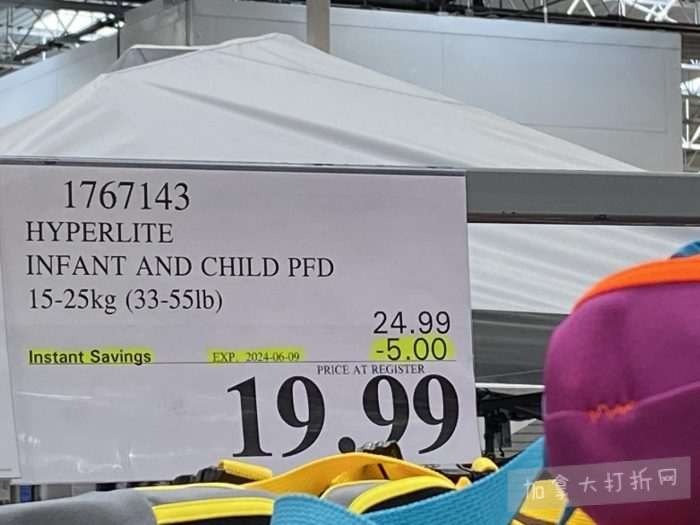 1767143
HYPERLITE
INFANT AND CHILD PFD
15-25kg (33-55lb)
24.99
Instant Savings EXP. 2024-06-09 -5.00
PRICE AT REGISTER
19.99
加拿大打折网